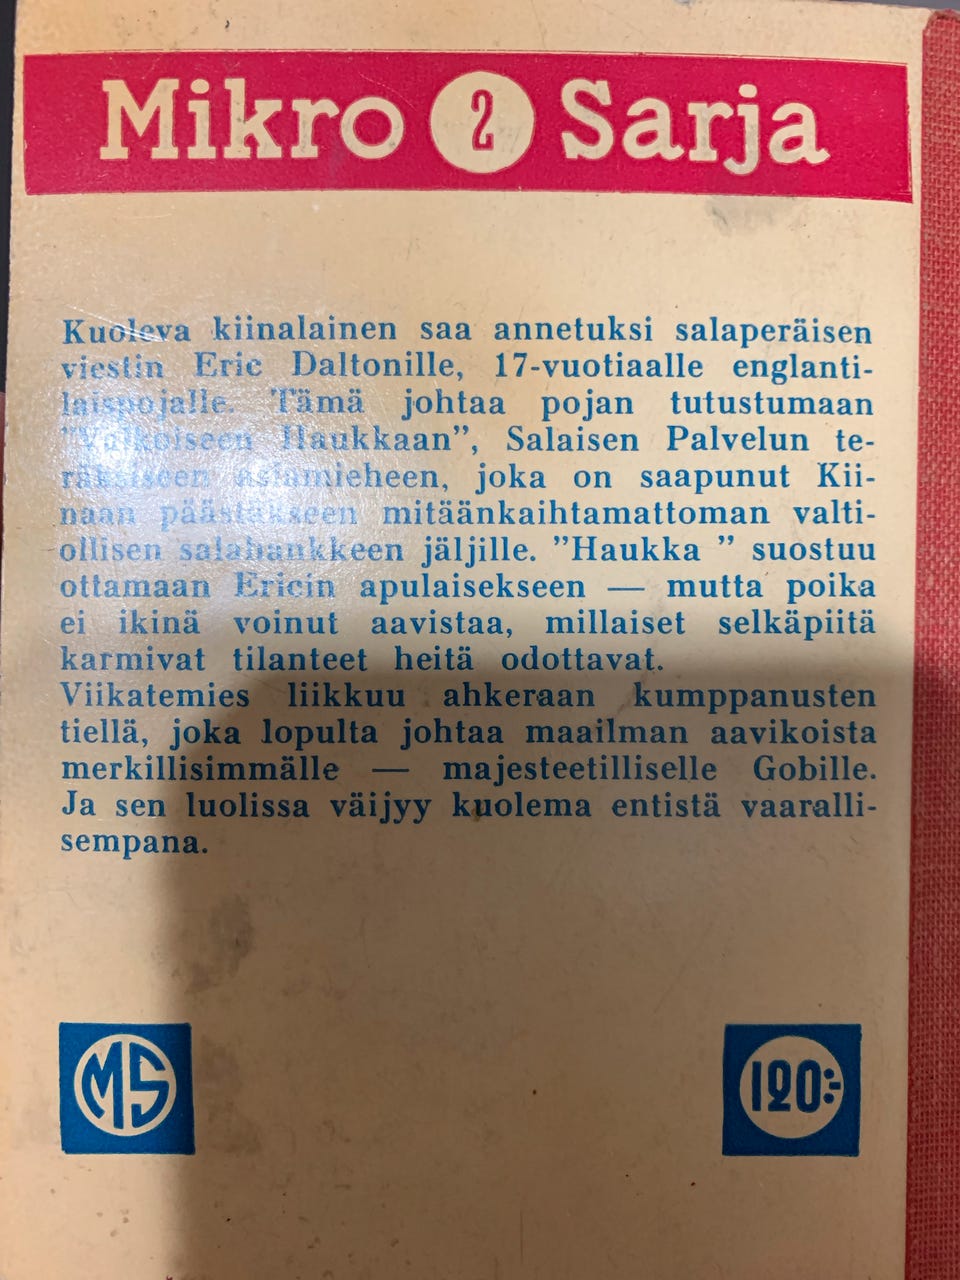 Mikro 2 Sarja
Kuoleva kiinalainen saa annetuksi salaperäisen
viestin Eric Daltonille, 17-vuotiaalle englanti-
laispojalle. Tämä johtaa pojan tutustumaan
"Valkoiseen Haukkaan", Salaisen Palvelun te-
räksiseen asiamieheen, joka on saapunut Kii-
naan päästäkseen mitäänkaihtamattoman valti-
ollisen salahankkeen jäljille. "Haukka " suostuu
ottamaan Ericin apulaisekseen — mutta poika
ei ikinä voinut aavistaa, millaiset selkäpiitä
karmivat tilanteet heitä odottavat.
Viikatemies liikkuu ahkeraan kumppanusten
tiellä, joka lopulta johtaa maailman aavikoista
merkillisimmälle — majesteetilliselle Gobille.
Ja sen luolissa väijyy kuolema entistä vaaralli-
sempana.
MS
120:-